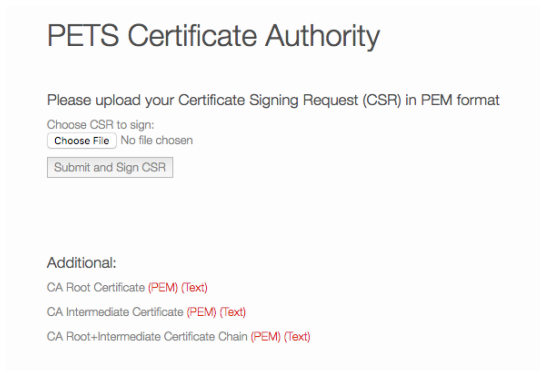 PETS Certificate Authority
Please upload your Certificate Signing Request (CSR) in PEM format
Choose CSR to sign:
Choose File No file chosen
Submit and Sign CSR
Additional:
CA Root Certificate (PEM) (Text)
CA Intermediate Certificate (PEM) (Text)
CA Root+Intermediate Certificate Chain (PEM) (Text)